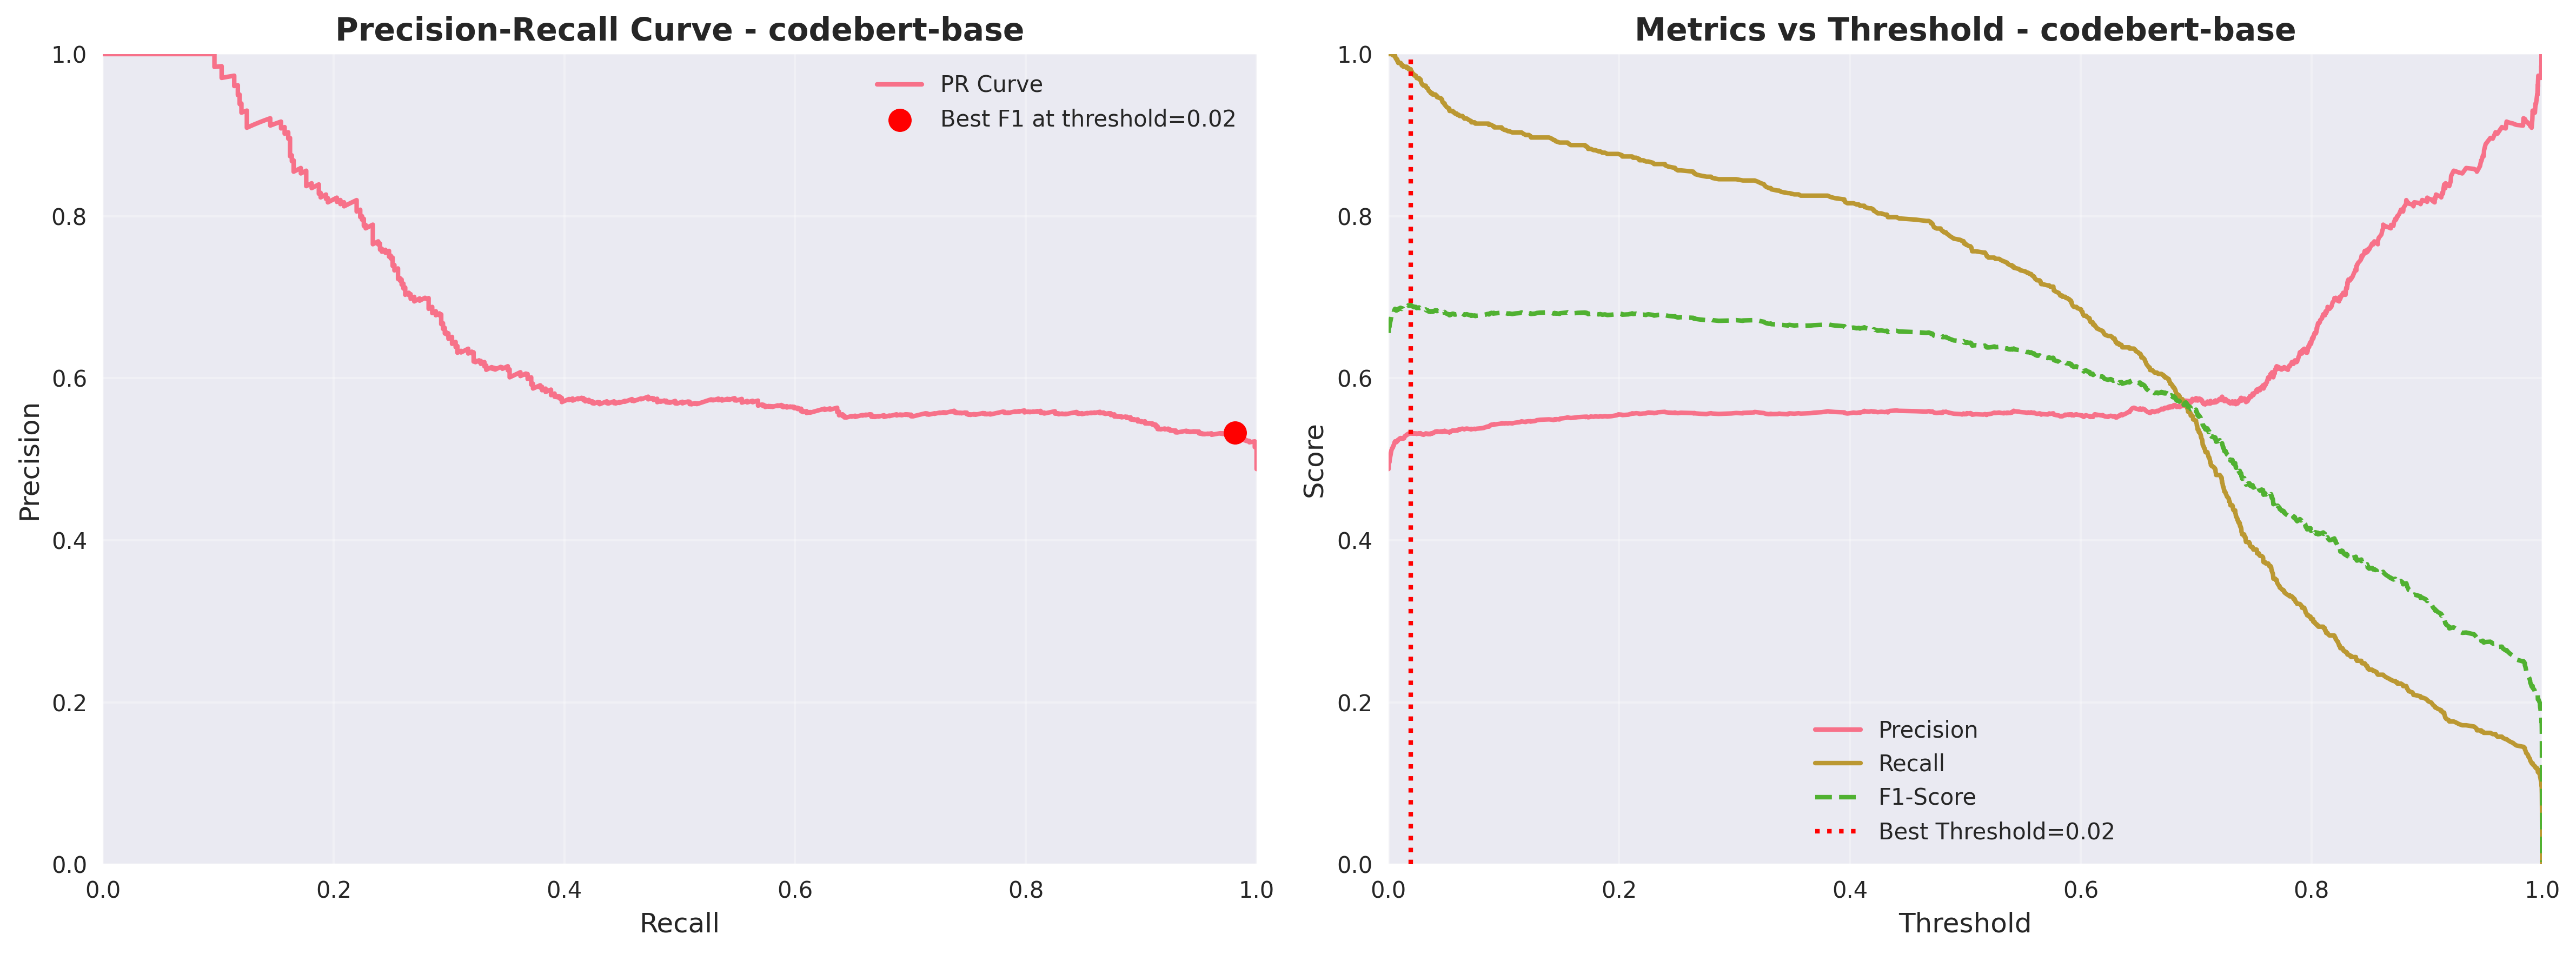 Precision-Recall Curve - codebert-base
1.0
0.8
0.6
0.4
0.2
0.0
Precision
0.0 0.2 0.4 0.6 0.8 1.0
Recall
PR Curve
Best F1 at threshold=0.02
Metrics vs Threshold - codebert-base
1.0
0.8
0.6
0.4
0.2
0.0
Score
0.0 0.2 0.4 0.6 0.8 1.0
Threshold
Precision
Recall
F1-Score
Best Threshold=0.02